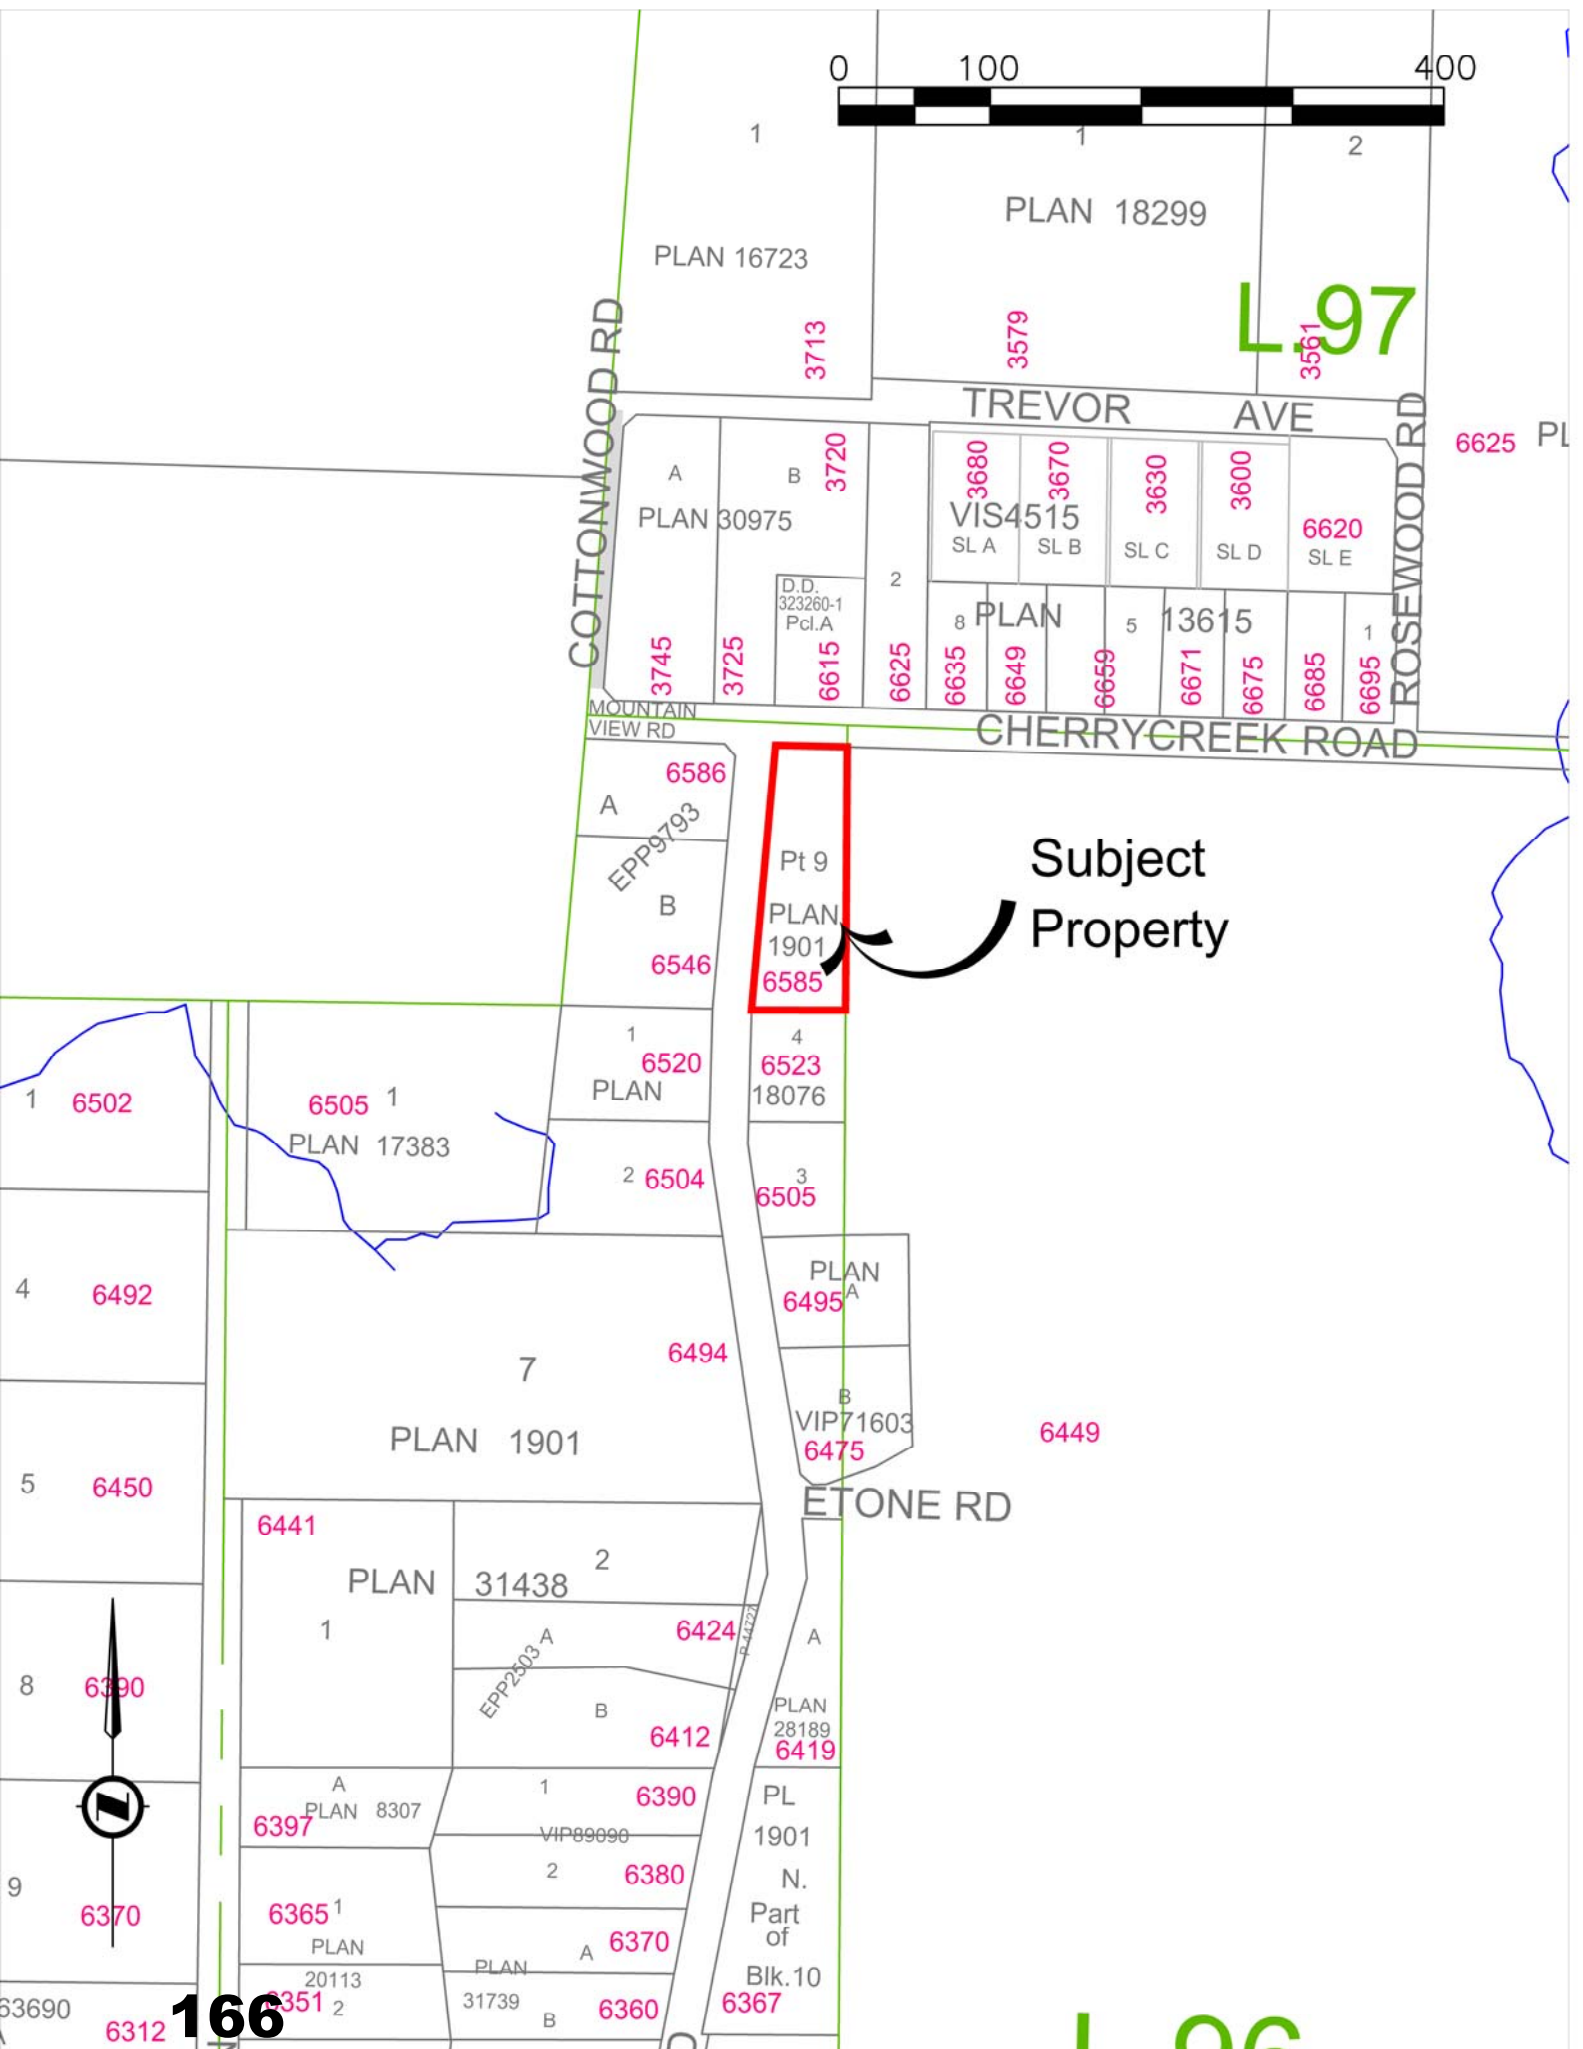 0 100 400
1
1
2
PLAN 18299
PLAN 16723
L.97
3713
3579
3561
COTTONWOOD RD
TREVOR AVE
ROSEWOOD RD
6625 PL
A
B
3720
3680
3670
3630
3600
PLAN 30975
VIS4515
SL A
SL B
SL C
SL D
6620
SL E
2
D.D.
323260-1
Pcl.A
8
PLAN 13615
5
1
3745
3725
6615
6625
6635
6649
6659
6671
6675
6685
6695
MOUNTAIN
VIEW RD
CHERRYCREEK ROAD
6586
A
EPP9793
B
6546
Pt 9
PLAN
1901
6585
Subject
Property
1
6520
PLAN
4
6523
18076
1 6502
6505 1
PLAN 17383
2 6504
3
6505
4 6492
PLAN
A
6495
6494
7
B
VIP71603
6475
6449
PLAN 1901
5 6450
ETONE RD
6441
2
PLAN 31438
1
A
6424
P.44727
EPP2503
A
8 6390
B
6412
PLAN
28189
6419
A
PLAN 8307
6397
1
6390
VIP89090
PL
1901
N.
Part
of
Blk.10
6367
2
6380
9
6370
6365 1
PLAN
20113
6351 2
A 6370
PLAN
31739
B
6360
63690
6312
166
L.96